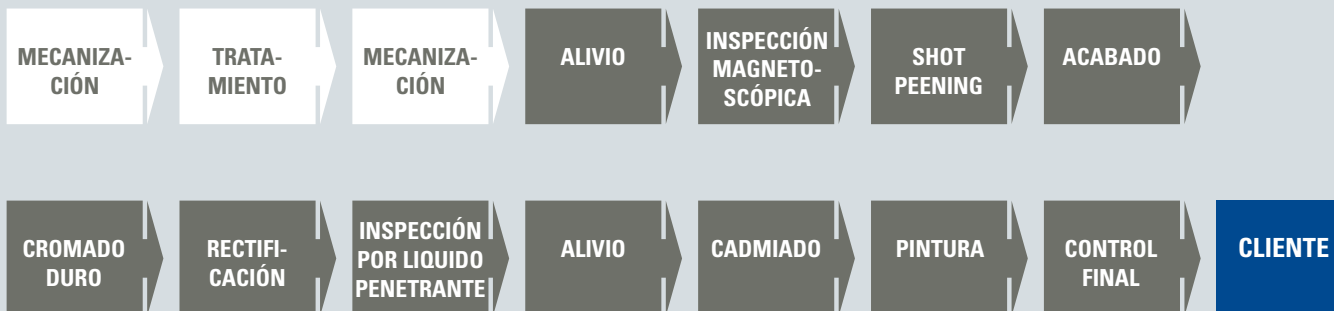 MECANIZA-
CIÓN
TRATA-
MIENTO
MECANIZA-
CIÓN
ALIVIO
INSPECCIÓN
MAGNETO-
SCÓPICA
SHOT
PEENING
ACABADO
CROMADO
DURO
RECTIFI-
CACIÓN
INSPECCIÓN
POR LIQUIDO
PENETRANTE
ALIVIO
CADMIADO
PINTURA
CONTROL
FINAL
CLIENTE